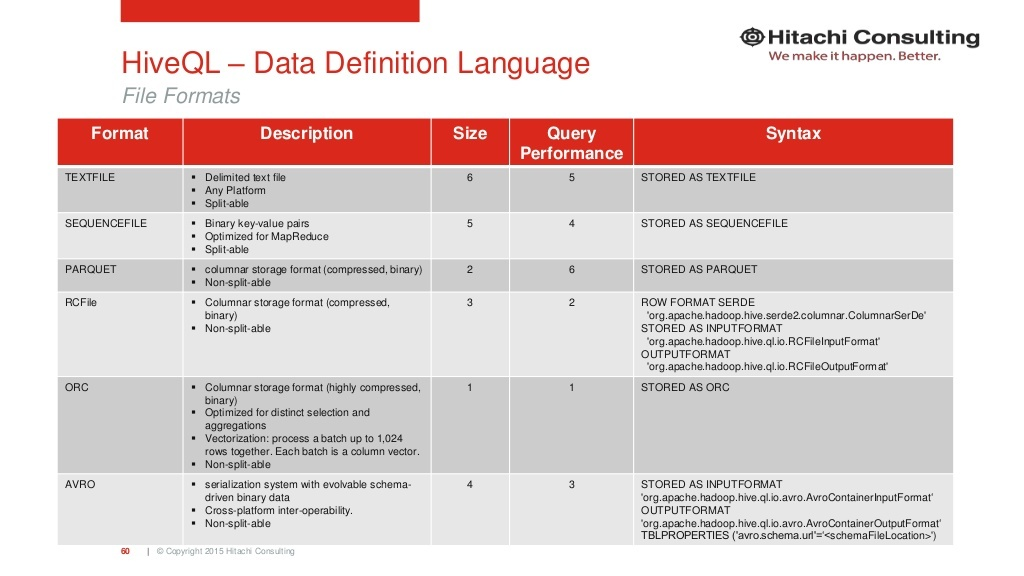 Hitachi Consulting
We make it happen. Better.
HiveQL – Data Definition Language
File Formats
Format Description Size Query Performance Syntax
TEXTFILE
▪ Delimited text file
▪ Any Platform
▪ Split-able
6
5
STORED AS TEXTFILE
SEQUENCEFILE
▪ Binary key-value pairs
▪ Optimized for MapReduce
▪ Split-able
5
4
STORED AS SEQUENCEFILE
PARQUET
▪ columnar storage format (compressed, binary)
▪ Non-split-able
2
6
STORED AS PARQUET
RCFile
▪ Columnar storage format (compressed,
binary)
▪ Non-split-able
3
2
ROW FORMAT SERDE
'org.apache.hadoop.hive.serde2.columnar.ColumnarSerDe'
STORED AS INPUTFORMAT
'org.apache.hadoop.hive.ql.io.RCFileInputFormat'
OUTPUTFORMAT
'org.apache.hadoop.hive.ql.io.RCFileOutputFormat'
ORC
▪ Columnar storage format (highly compressed,
binary)
▪ Optimized for distinct selection and
aggregations
▪ Vectorization: process a batch up to 1,024
rows together. Each batch is a column vector.
▪ Non-split-able
1
1
STORED AS ORC
AVRO
▪ serialization system with evolvable schema-
driven binary data
▪ Cross-platform inter-operability.
▪ Non-split-able
4
3
STORED AS INPUTFORMAT
'org.apache.hadoop.hive.ql.io.avro.AvroContainerInputFormat'
OUTPUTFORMAT
'org.apache.hadoop.hive.ql.io.avro.AvroContainerOutputFormat'
TBLPROPERTIES ('avro.schema.url'='<schemaFileLocation>')
60 | © Copyright 2015 Hitachi Consulting